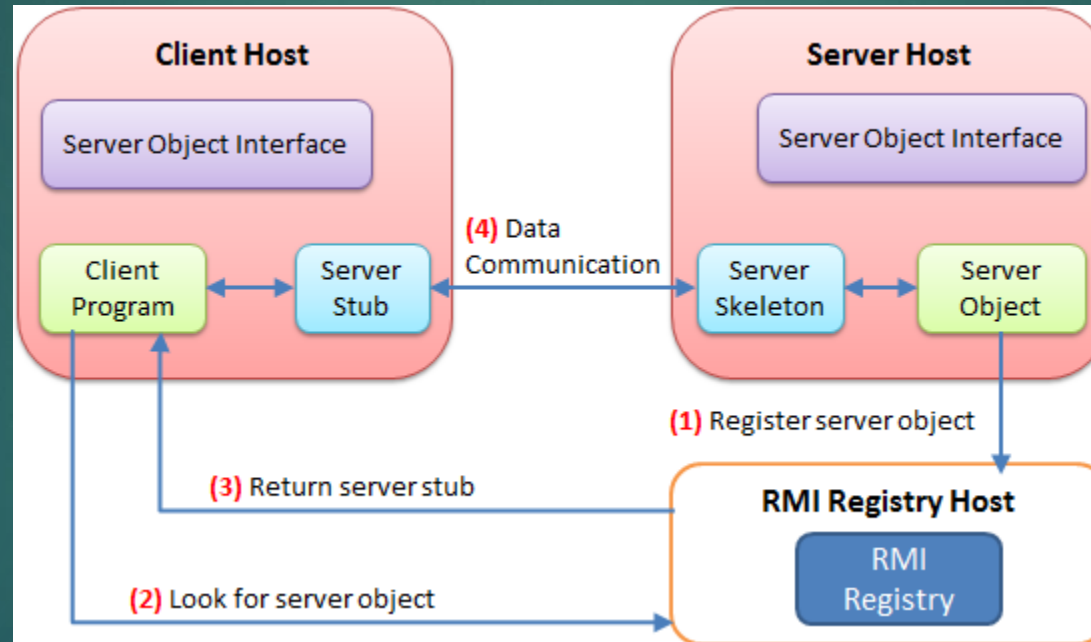 Client Host
Server Object Interface
Client
Program
Server
Stub
(4) Data
Communication
Server Host
Server Object Interface
Server
Skeleton
Server
Object
(1) Register server object
(3) Return server stub
(2) Look for server object
RMI Registry Host
RMI
Registry